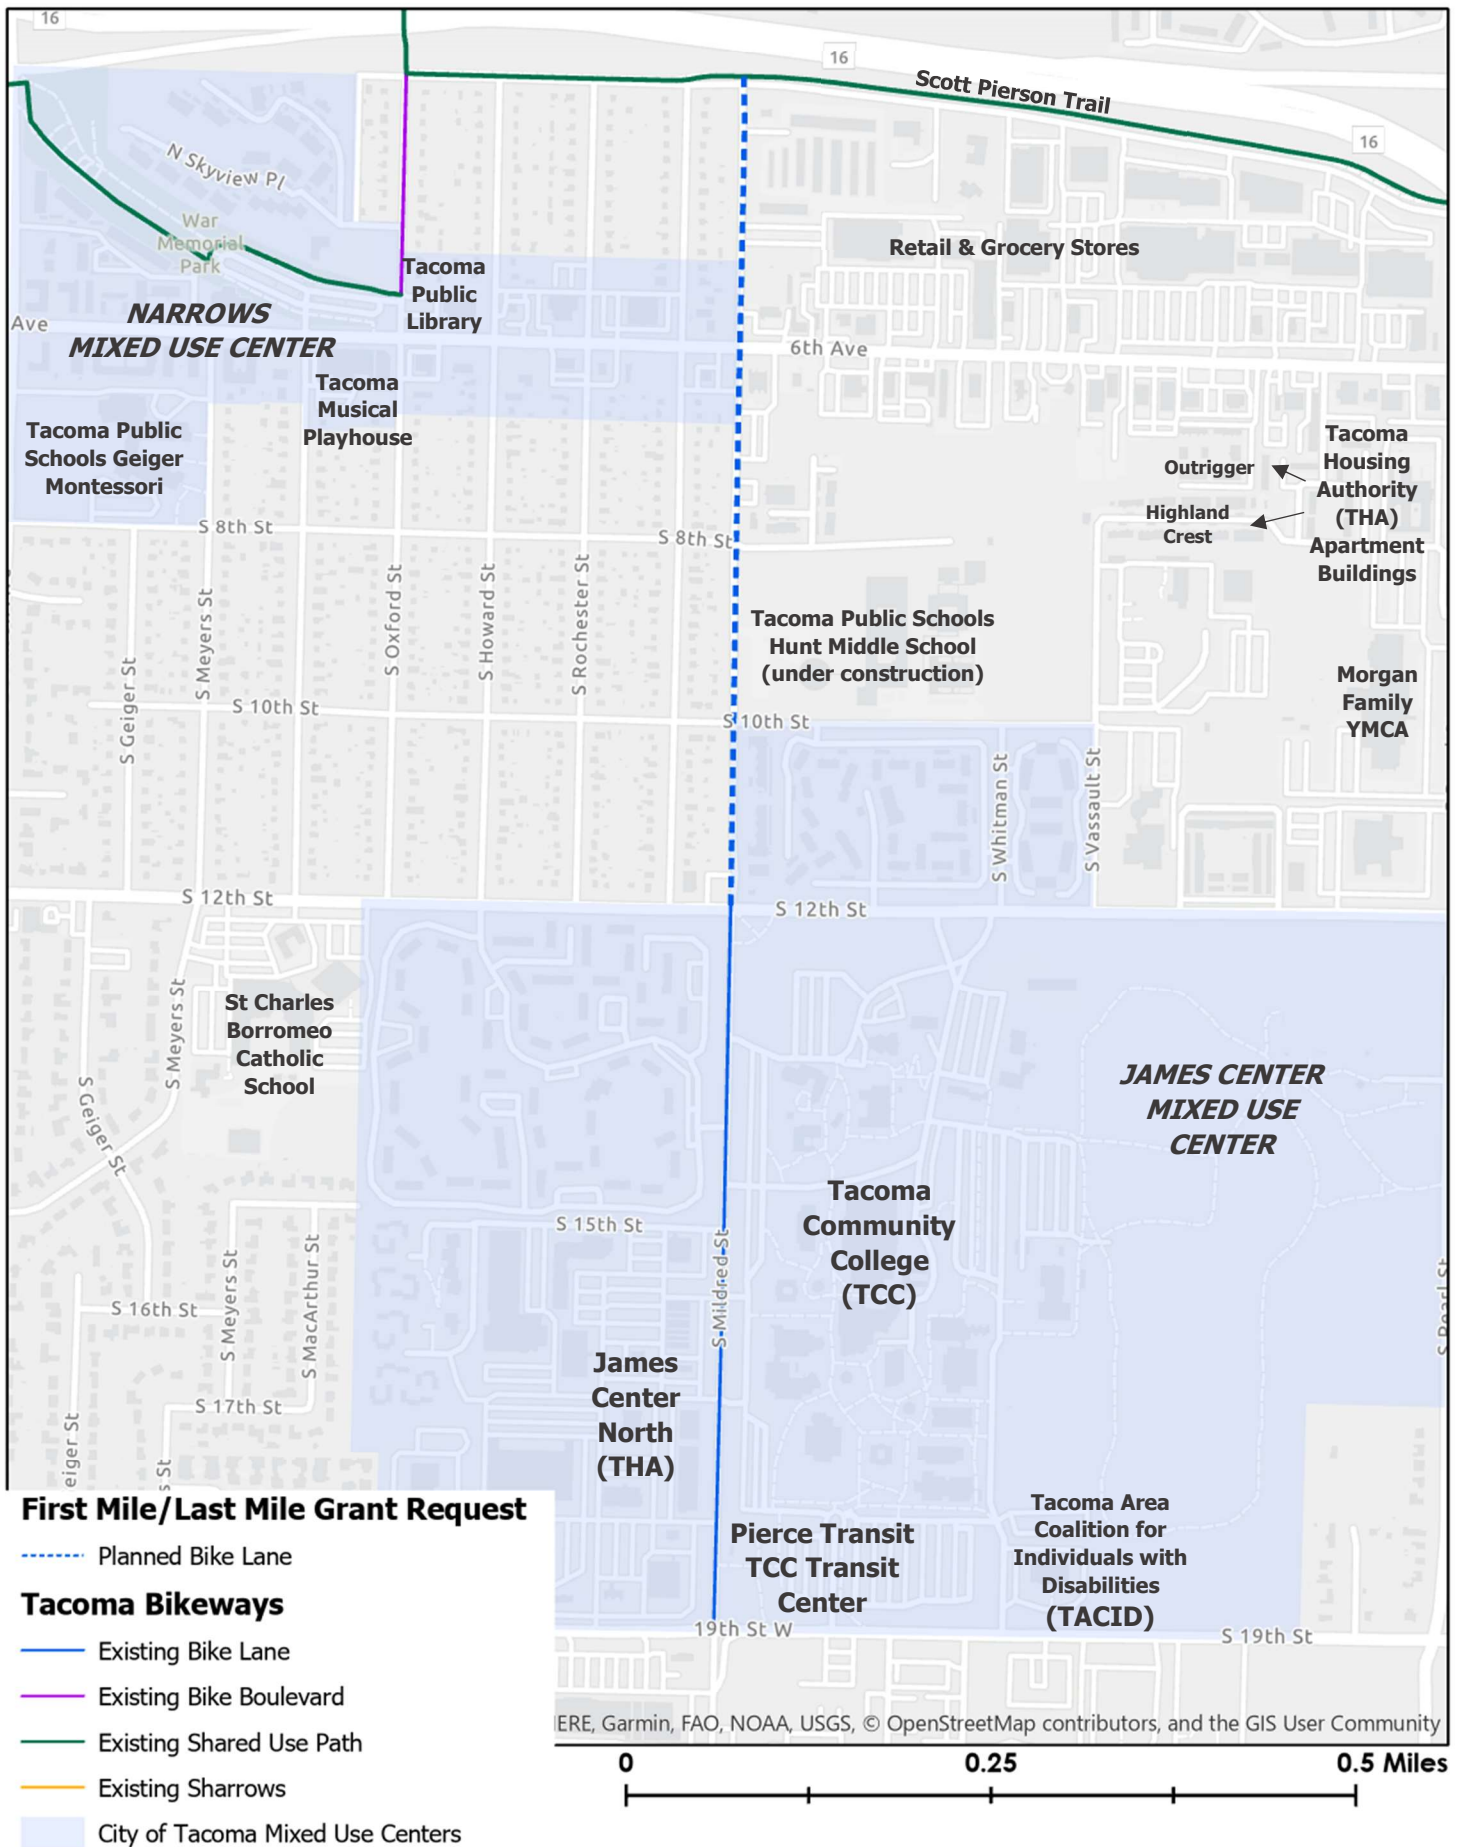 16
16
Scott Pierson Trail
16
N Skyview Pl
War
Memorial
Park
Retail & Grocery Stores
Tacoma
Public
Library
Ave
NARROWS
MIXED USE CENTER
6th Ave
Tacoma
Musical
Playhouse
Tacoma Public
Schools Geiger
Montessori
Outrigger
Highland
Crest
Tacoma
Housing
Authority
(THA)
Apartment
Buildings
S 8th St
S 8th St
S Geiger St
S Meyers St
S Oxford St
S Howard St
S Rochester St
Tacoma Public Schools
Hunt Middle School
(under construction)
Morgan
Family
YMCA
S 10th St
S 10th St
S Whitman St
S Vassault St
S 12th St
S 12th St
St Charles
Borromeo
Catholic
School
S Meyers St
S Geiger St
JAMES CENTER
MIXED USE
CENTER
Tacoma
Community
College
(TCC)
S 15th St
S Mildred St
S Meyers St
S MacArthur St
S 16th St
S Pearl St
James
Center
North
(THA)
S 17th St
eiger St
s St
Pierce Transit
TCC Transit
Center
Tacoma Area
Coalition for
Individuals with
Disabilities
(TACID)
19th St W
S 19th St
First Mile/Last Mile Grant Request
Planned Bike Lane
Tacoma Bikeways
Existing Bike Lane
Existing Bike Boulevard
Existing Shared Use Path
Existing Sharrows
City of Tacoma Mixed Use Centers
IERE, Garmin, FAO, NOAA, USGS, © OpenStreetMap contributors, and the GIS User Community
0 0.25 0.5 Miles